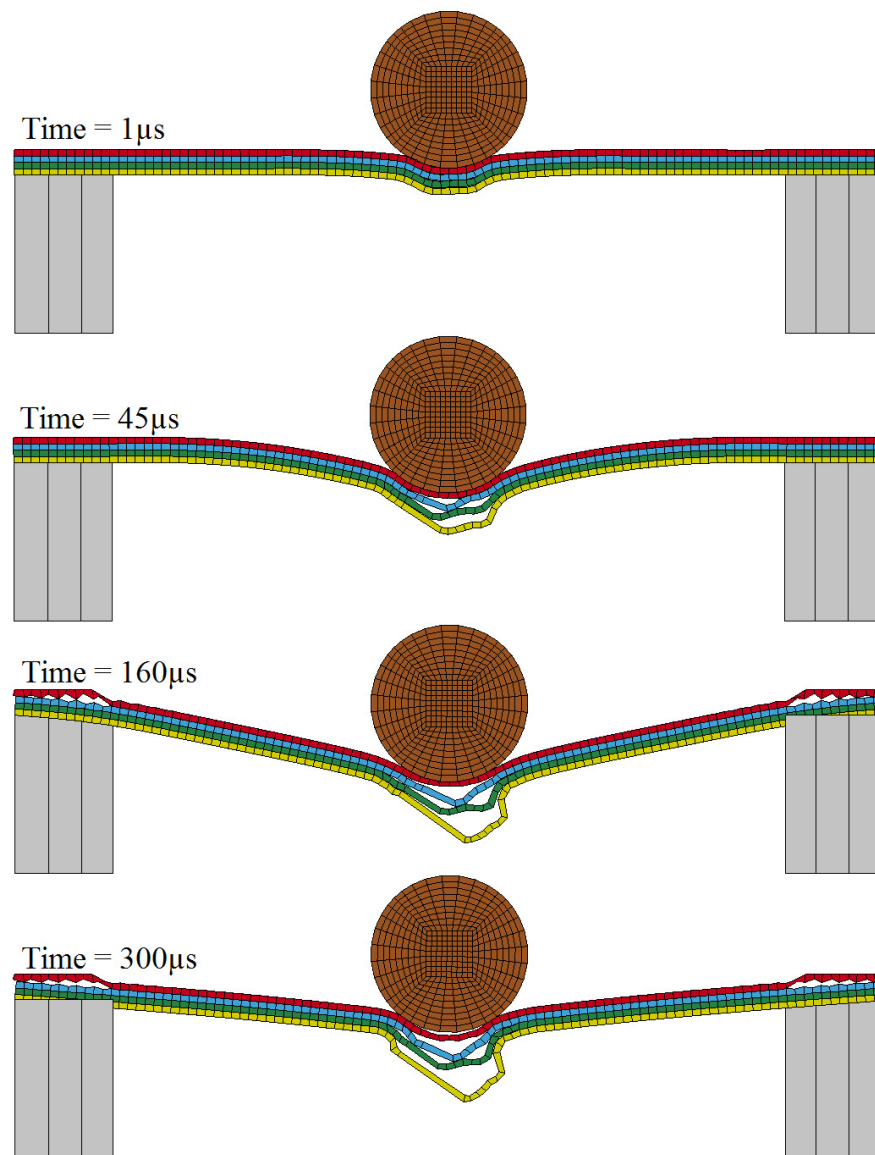 Time = 1µs
Time = 45µs
Time = 160µs
Time = 300µs